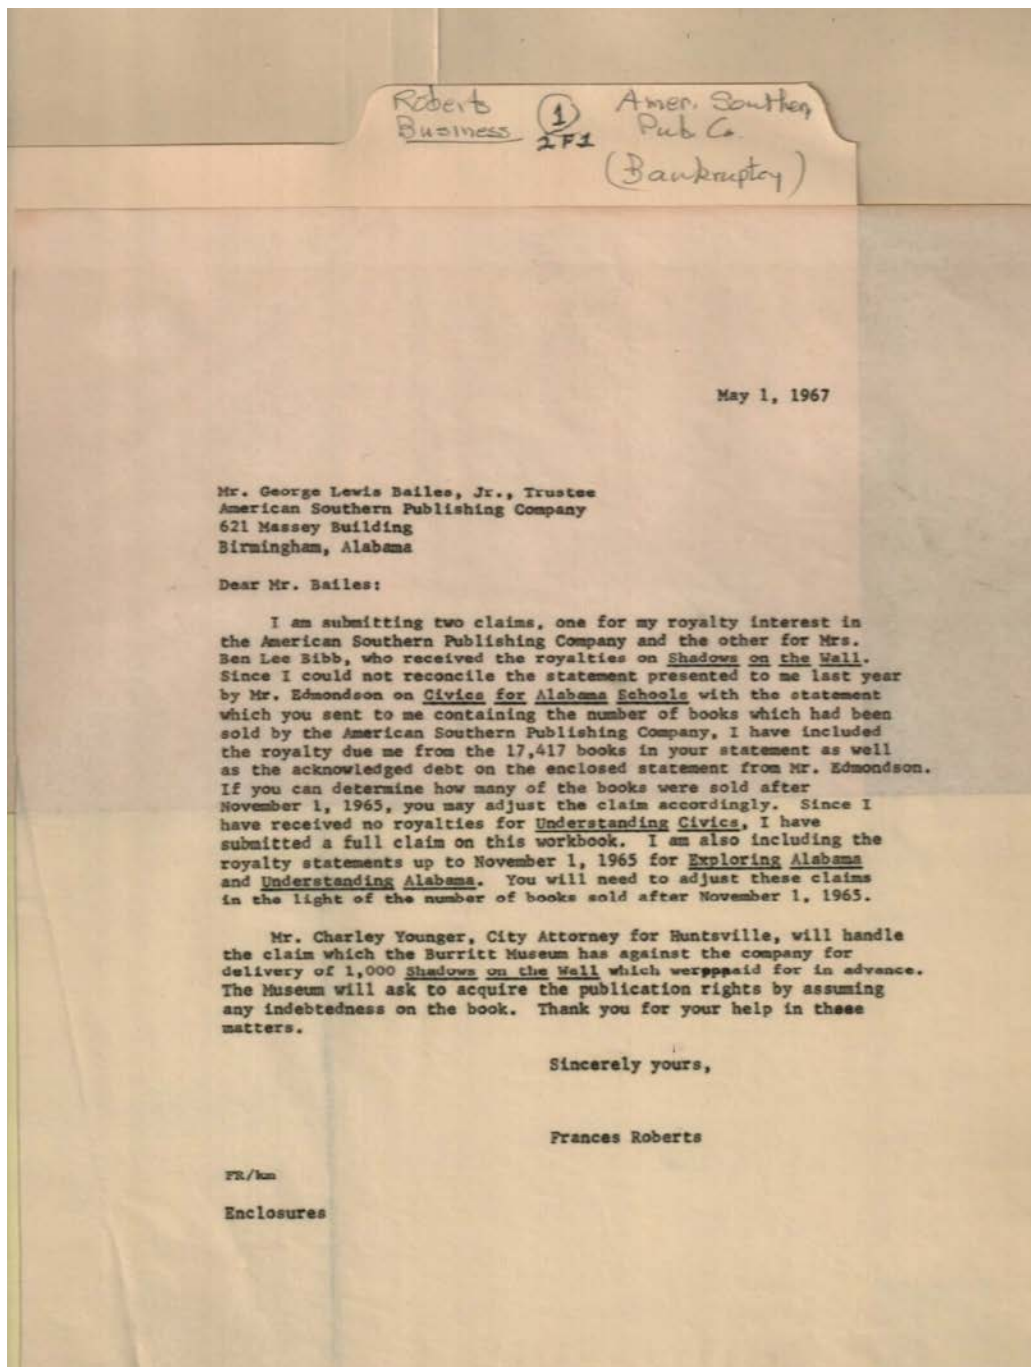 Roberts
Business
1
2F1
Amer. Southern
Pub. Co.
(Bankruptcy)
May 1, 1967
Mr. George Lewis Bailes, Jr., Trustee
American Southern Publishing Company
621 Massey Building
Birmingham, Alabama
Dear Mr. Bailes:
I am submitting two claims, one for my royalty interest in
the American Southern Publishing Company and the other for Mrs.
Ben Lee Bibb, who received the royalties on Shadows on the Wall.
Since I could not reconcile the statement presented to me last year
by Mr. Edmondson on Civics for Alabama Schools with the statement
which you sent to me containing the number of books which had been
sold by the American Southern Publishing Company, I have included
the royalty due me from the 17,417 books in your statement as well
as the acknowledged debt on the enclosed statement from Mr. Edmondson.
If you can determine how many of the books were sold after
November 1, 1965, you may adjust the claim accordingly. Since I
have received no royalties for Understanding Civics, I have
submitted a full claim on this workbook. I am also including the
royalty statements up to November 1, 1965 for Exploring Alabama
and Understanding Alabama. You will need to adjust these claims
in the light of the number of books sold after November 1, 1965.
Mr. Charley Younger, City Attorney for Huntsville, will handle
the claim which the Burritt Museum has against the company for
delivery of 1,000 Shadows on the Wall which wereppaid for in advance.
The Museum will ask to acquire the publication rights by assuming
any indebtedness on the book. Thank you for your help in these
matters.
Sincerely yours,
Frances Roberts
FR/km
Enclosures